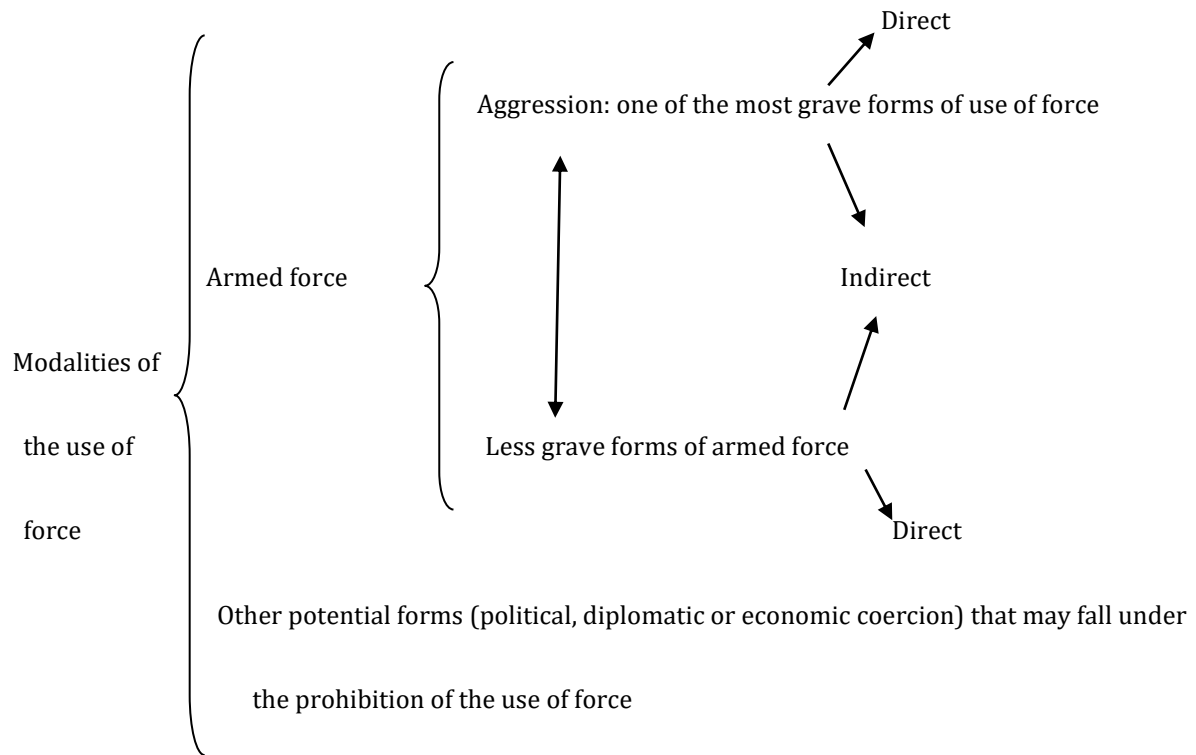 Direct
Aggression: one of the most grave forms of use of force
Armed force
Indirect
Modalities of
the use of
Less grave forms of armed force
force
Direct
Other potential forms (political, diplomatic or economic coercion) that may fall under
the prohibition of the use of force